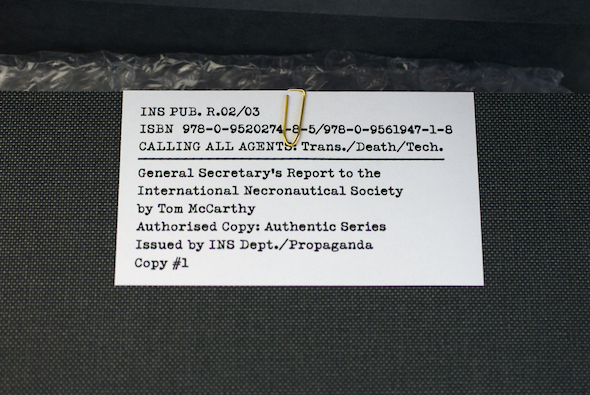 INS PUB. R.02/03
ISBN 978-0-9520274-8-5/978-0-9561947-1-8
CALLING ALL AGENTS: Trans./Death/Tech.
General Secretary's Report to the
International Necronautical Society
by Tom McCarthy
Authorised Copy: Authentic Series
Issued by INS Dept./Propaganda
Copy #1